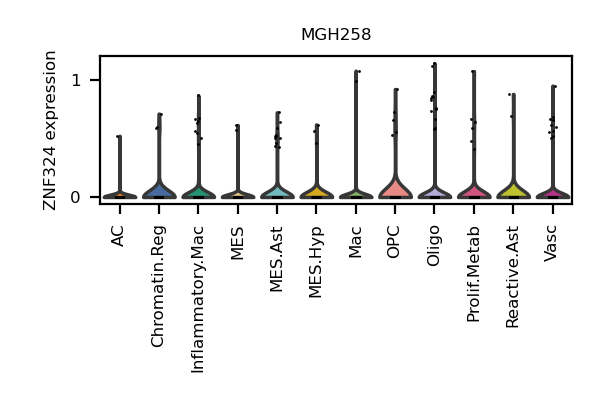 MGH258
ZNF324 expression
1
0
AC
Chromatin.Reg
Inflammatory.Mac
MES
MES.Ast
MES.Hyp
Mac
OPC
Oligo
Prolif.Metab
Reactive.Ast
Vasc